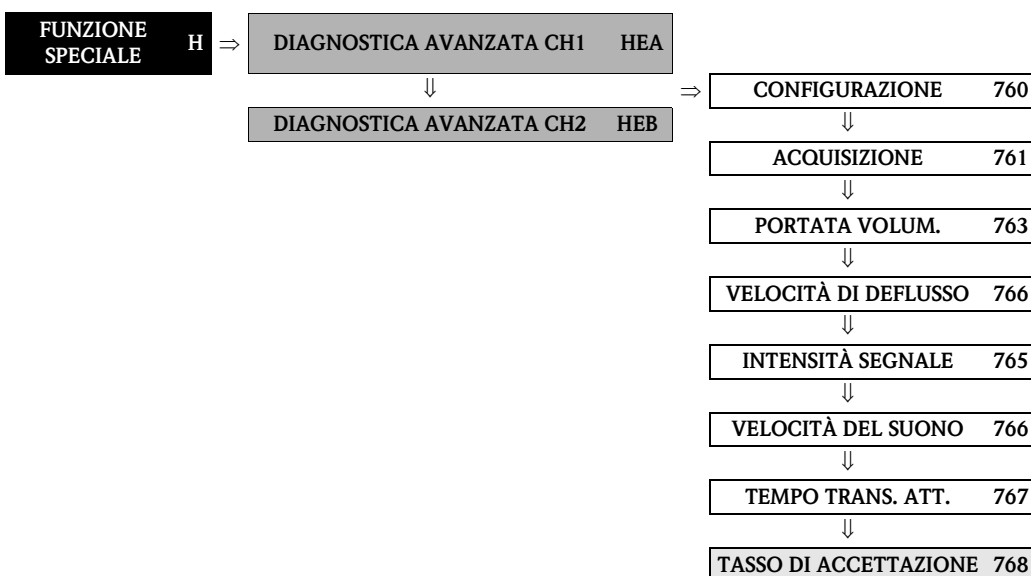 FUNZIONE
SPECIALE H ⇒ DIAGNOSTICA AVANZATA CH1 HEA
⇓ ⇒ CONFIGURAZIONE 760
DIAGNOSTICA AVANZATA CH2 HEB ⇓
ACQUISIZIONE 761
⇓
PORTATA VOLUM. 763
⇓
VELOCITÀ DI DEFLUSSO 766
⇓
INTENSITÀ SEGNALE 765
⇓
VELOCITÀ DEL SUONO 766
⇓
TEMPO TRANS. ATT. 767
⇓
TASSO DI ACCETTAZIONE 768